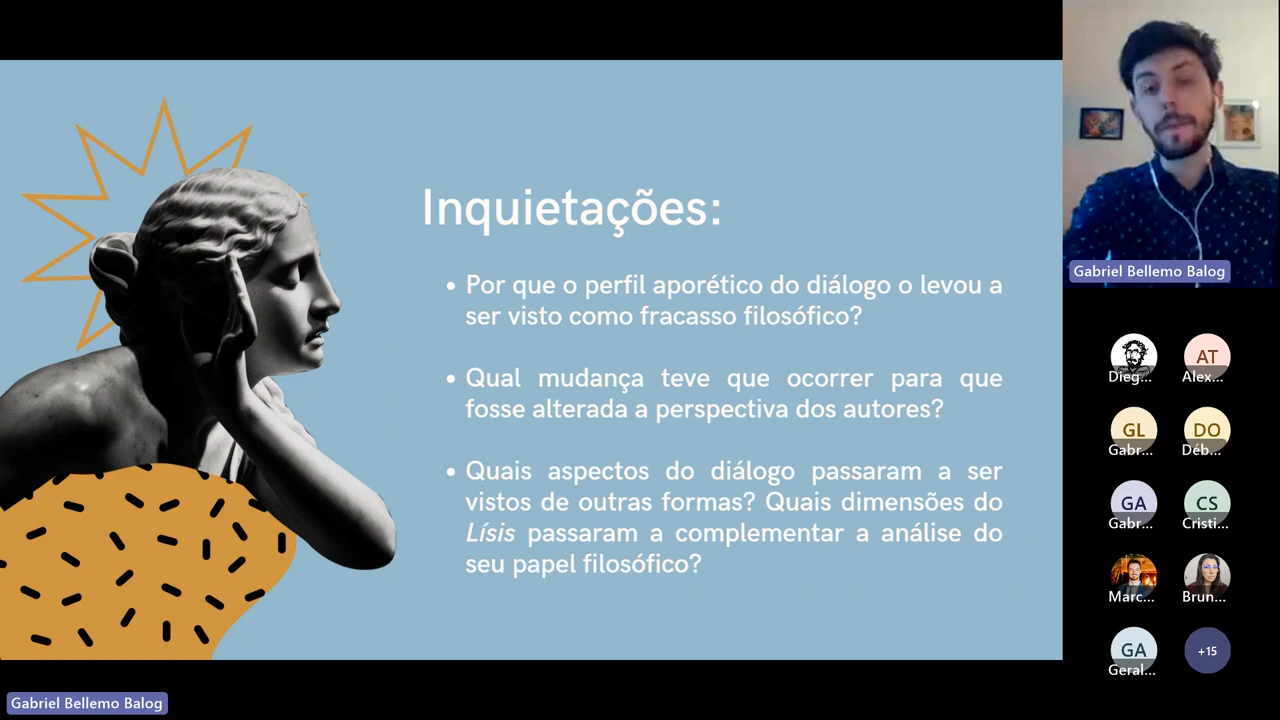 Inquietações:
• Por que o perfil aporético do diálogo o levou a
ser visto como fracasso filosófico?
• Qual mudança teve que ocorrer para que
fosse alterada a perspectiva dos autores?
• Quais aspectos do diálogo passaram a ser
vistos de outras formas? Quais dimensões do
Lísis passaram a complementar a análise do
seu papel filosófico?
Gabriel Bellemo Balog
Dieg...
AT
Alex...
GL
Gabr...
DO
Déb...
GA
Gabr...
CS
Cristi...
Marc...
Brun...
GA
Geral...
+15
Gabriel Bellemo Balog